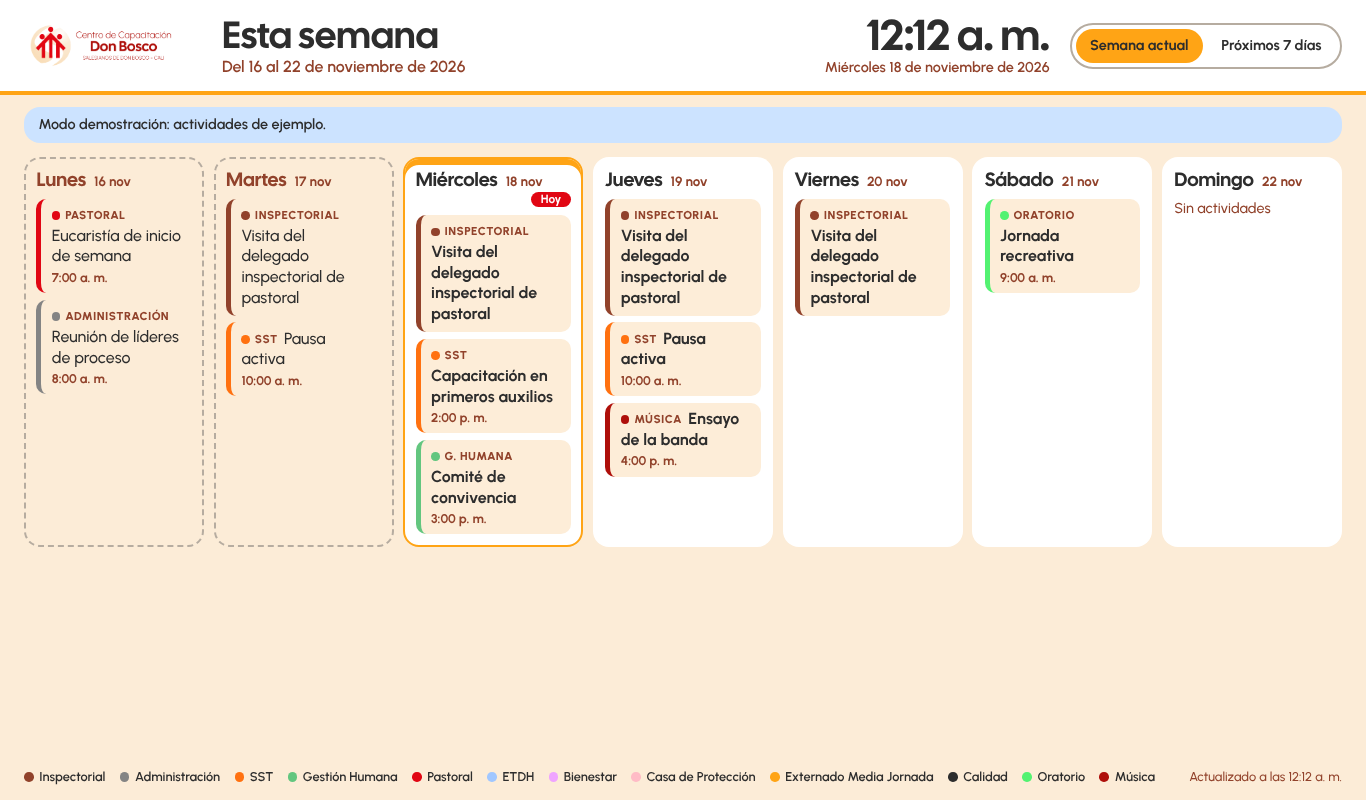 Centro de Capacitación
Don Bosco
SALESIANOS DE DON BOSCO - CALI
Esta semana
Del 16 al 22 de noviembre de 2026
12:12 a. m.
Miércoles 18 de noviembre de 2026
Semana actual
Próximos 7 días
Modo demostración: actividades de ejemplo.
Lunes 16 nov
PASTORAL
Eucaristía de inicio
de semana
7:00 a. m.
ADMINISTRACIÓN
Reunión de líderes
de proceso
8:00 a. m.
Martes 17 nov
INSPECTORIAL
Visita del
delegado
inspectorial de
pastoral
SST Pausa
activa
10:00 a. m.
Miércoles 18 nov
Hoy
INSPECTORIAL
Visita del
delegado
inspectorial de
pastoral
SST
Capacitación en
primeros auxilios
2:00 p. m.
G. HUMANA
Comité de
convivencia
3:00 p. m.
Jueves 19 nov
INSPECTORIAL
Visita del
delegado
inspectorial de
pastoral
SST Pausa
activa
10:00 a. m.
MÚSICA Ensayo
de la banda
4:00 p. m.
Viernes 20 nov
INSPECTORIAL
Visita del
delegado
inspectorial de
pastoral
Sábado 21 nov
ORATORIO
Jornada
recreativa
9:00 a. m.
Domingo 22 nov
Sin actividades
Inspectorial Administración SST Gestión Humana Pastoral ETDH Bienestar Casa de Protección Externado Media Jornada Calidad Oratorio Música Actualizado a las 12:12 a. m.